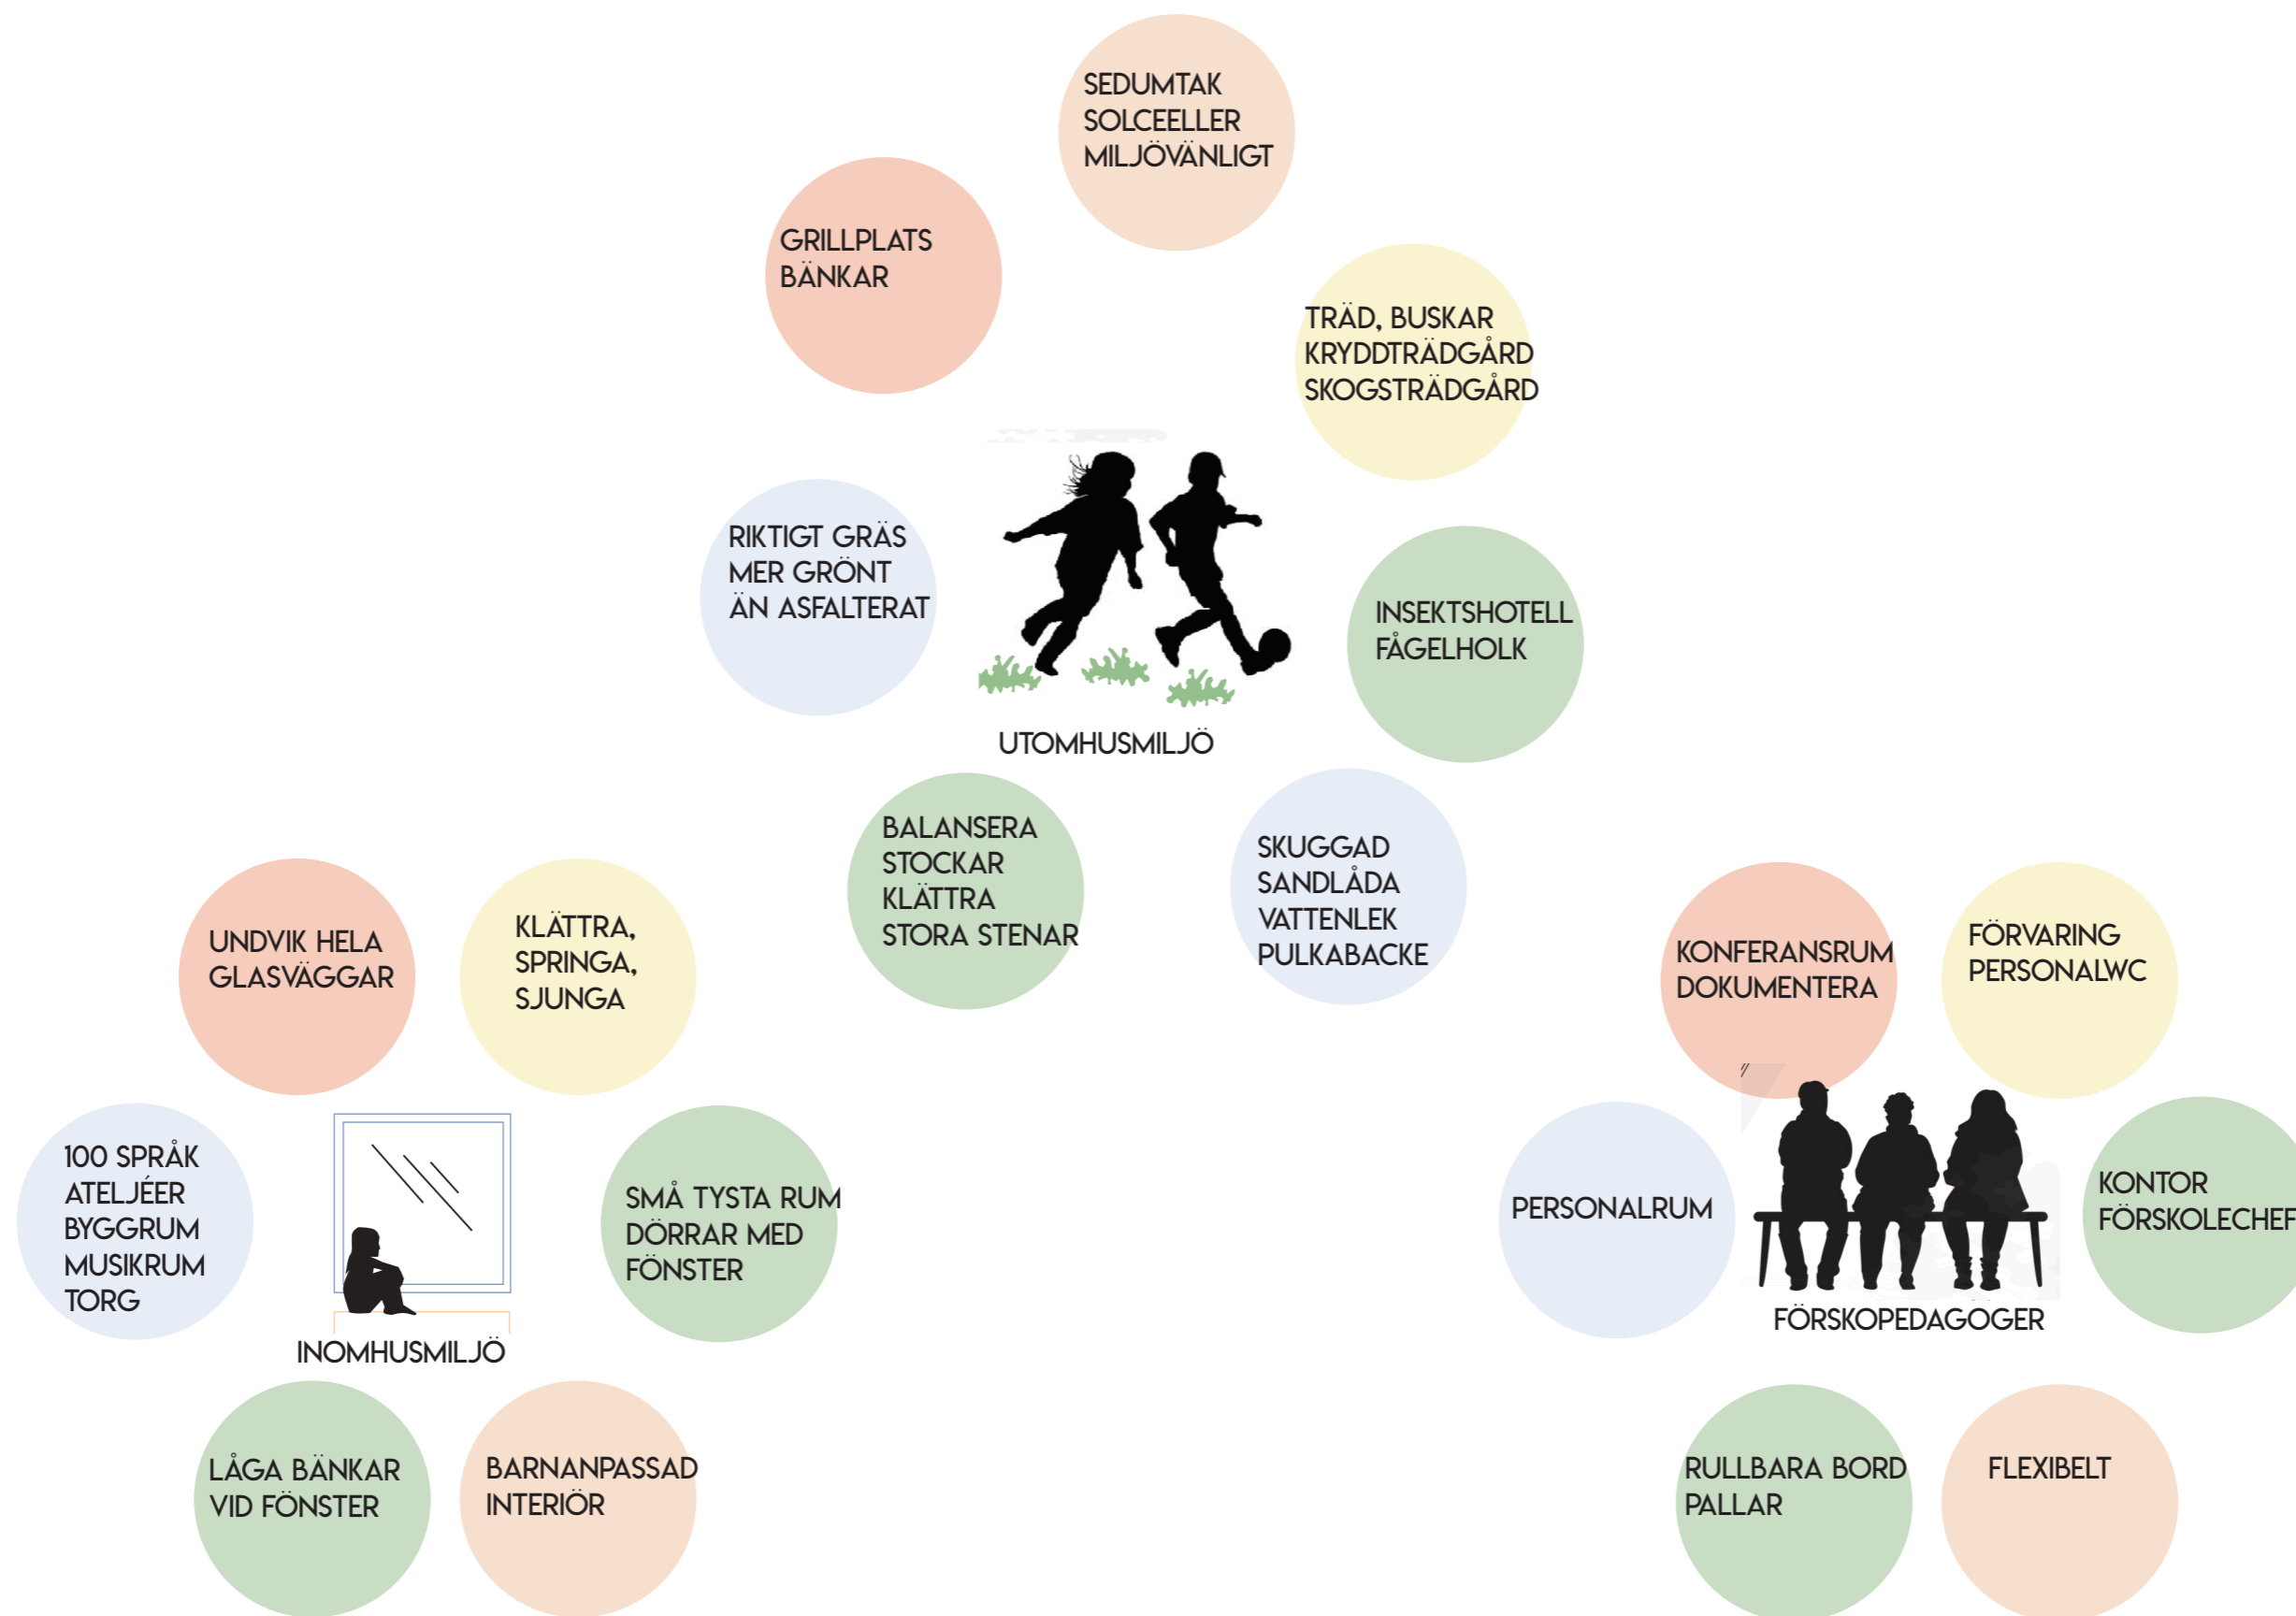 SEDUMTAK
SOLCEELLER
MILJÖVÄNLIGT
GRILLPLATS
BÄNKAR
TRÄD, BUSKAR
KRYDDTRÄDGÅRD
SKOGSTRÄDGÅRD
RIKTIGT GRÄS
MER GRÖNT
ÄN ASFALTERAT
INSEKTSHOTELL
FÅGELHOLK
UTOMHUSMILJÖ
BALANSERA
STOCKAR
KLÄTTRA
STORA STENAR
SKUGGAD
SANDLÅDA
VATTENLEK
PULKABACKE
UNDVIK HELA
GLASVÄGGAR
KLÄTTRA,
SPRINGA,
SJUNGA
100 SPRÅK
ATELJÉER
BYGGRUM
MUSIKRUM
TORG
SMÅ TYSTA RUM
DÖRRAR MED
FÖNSTER
INOMHUSMILJÖ
LÅGA BÄNKAR
VID FÖNSTER
BARNANPASSAD
INTERIÖR
KONFERANSRUM
DOKUMENTERA
FÖRVARING
PERSONALWC
PERSONALRUM
KONTOR
FÖRSKOLECHEF
FÖRSKOPEDAGOGER
RULLBARA BORD
PALLAR
FLEXIBELT